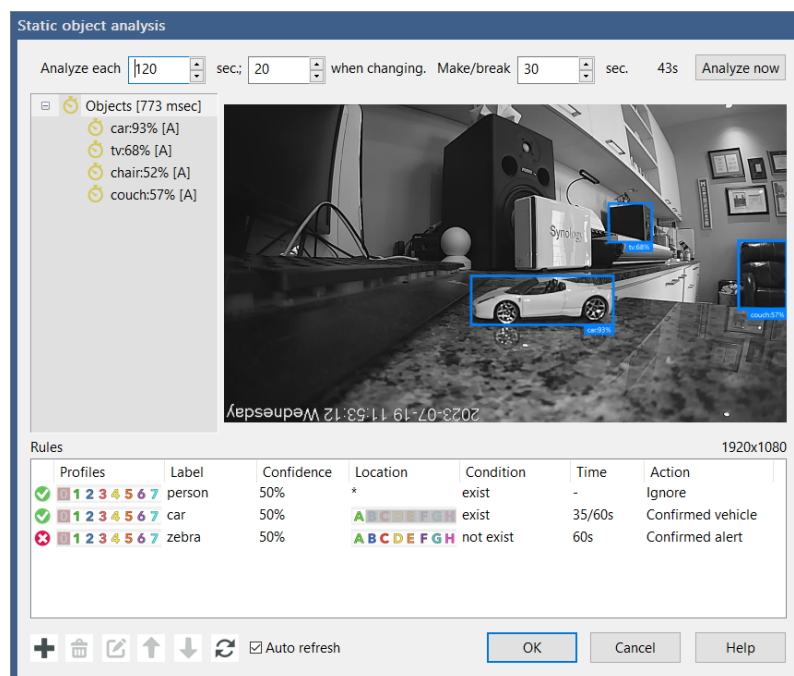 Static object analysis
Analyze each 120 sec.; 20 when changing. Make/break 30 sec. 43s Analyze now
Objects [773 msec]
car:93% [A]
tv:68% [A]
chair:52% [A]
couch:57% [A]
Synology
tv:68%
couch:57%
car:93%
2023-07-19 11:53:12 Wednesday
Rules 1920x1080
Profiles Label Confidence Location Condition Time Action
0 1 2 3 4 5 6 7 person 50% * exist - Ignore
0 1 2 3 4 5 6 7 car 50% A B C D E F G H exist 35/60s Confirmed vehicle
0 1 2 3 4 5 6 7 zebra 50% A B C D E F G H not exist 60s Confirmed alert
Auto refresh OK Cancel Help